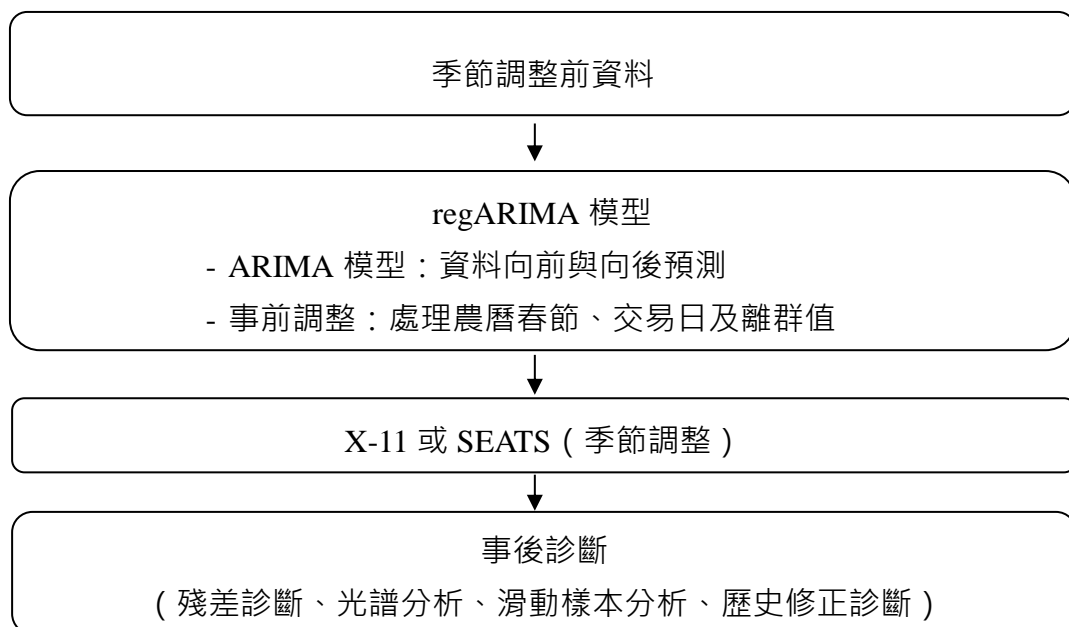 季節調整前資料
regARIMA 模型
- ARIMA 模型：資料向前與向後預測
- 事前調整：處理農曆春節、交易日及離群值
X-11 或 SEATS（季節調整）
事後診斷
（殘差診斷、光譜分析、滑動樣本分析、歷史修正診斷）